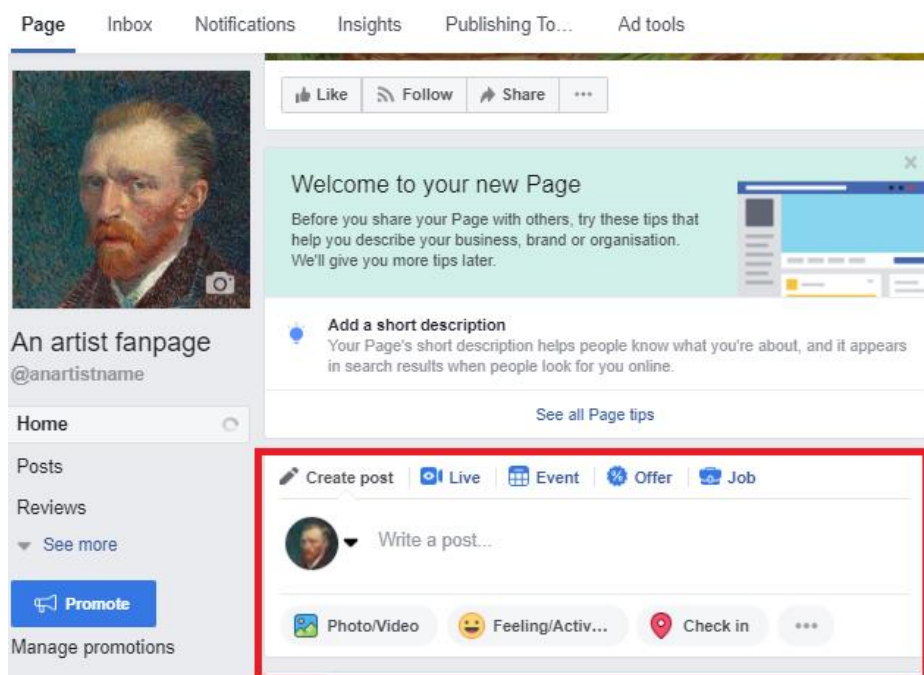 Page Inbox Notifications Insights Publishing To... Ad tools
Like Follow Share
Welcome to your new Page
Before you share your Page with others, try these tips that
help you describe your business, brand or organisation.
We'll give you more tips later.
Add a short description
Your Page's short description helps people know what you're about, and it appears
in search results when people look for you online.
See all Page tips
An artist fanpage
@anartistname
Home
Posts
Reviews
See more
Promote
Manage promotions
Create post Live Event Offer Job
Write a post...
Photo/Video Feeling/Activ... Check in